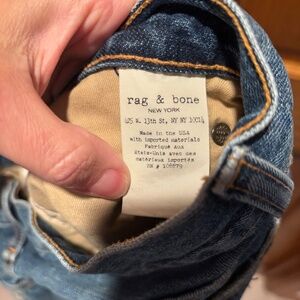 rag & bone
NEW YORK
425 W. 13th St, NY NY 10014
Made in the USA
with imported materials
Fabriqué Aux
États-Unis avec des
matériaux importés
RN # 108879